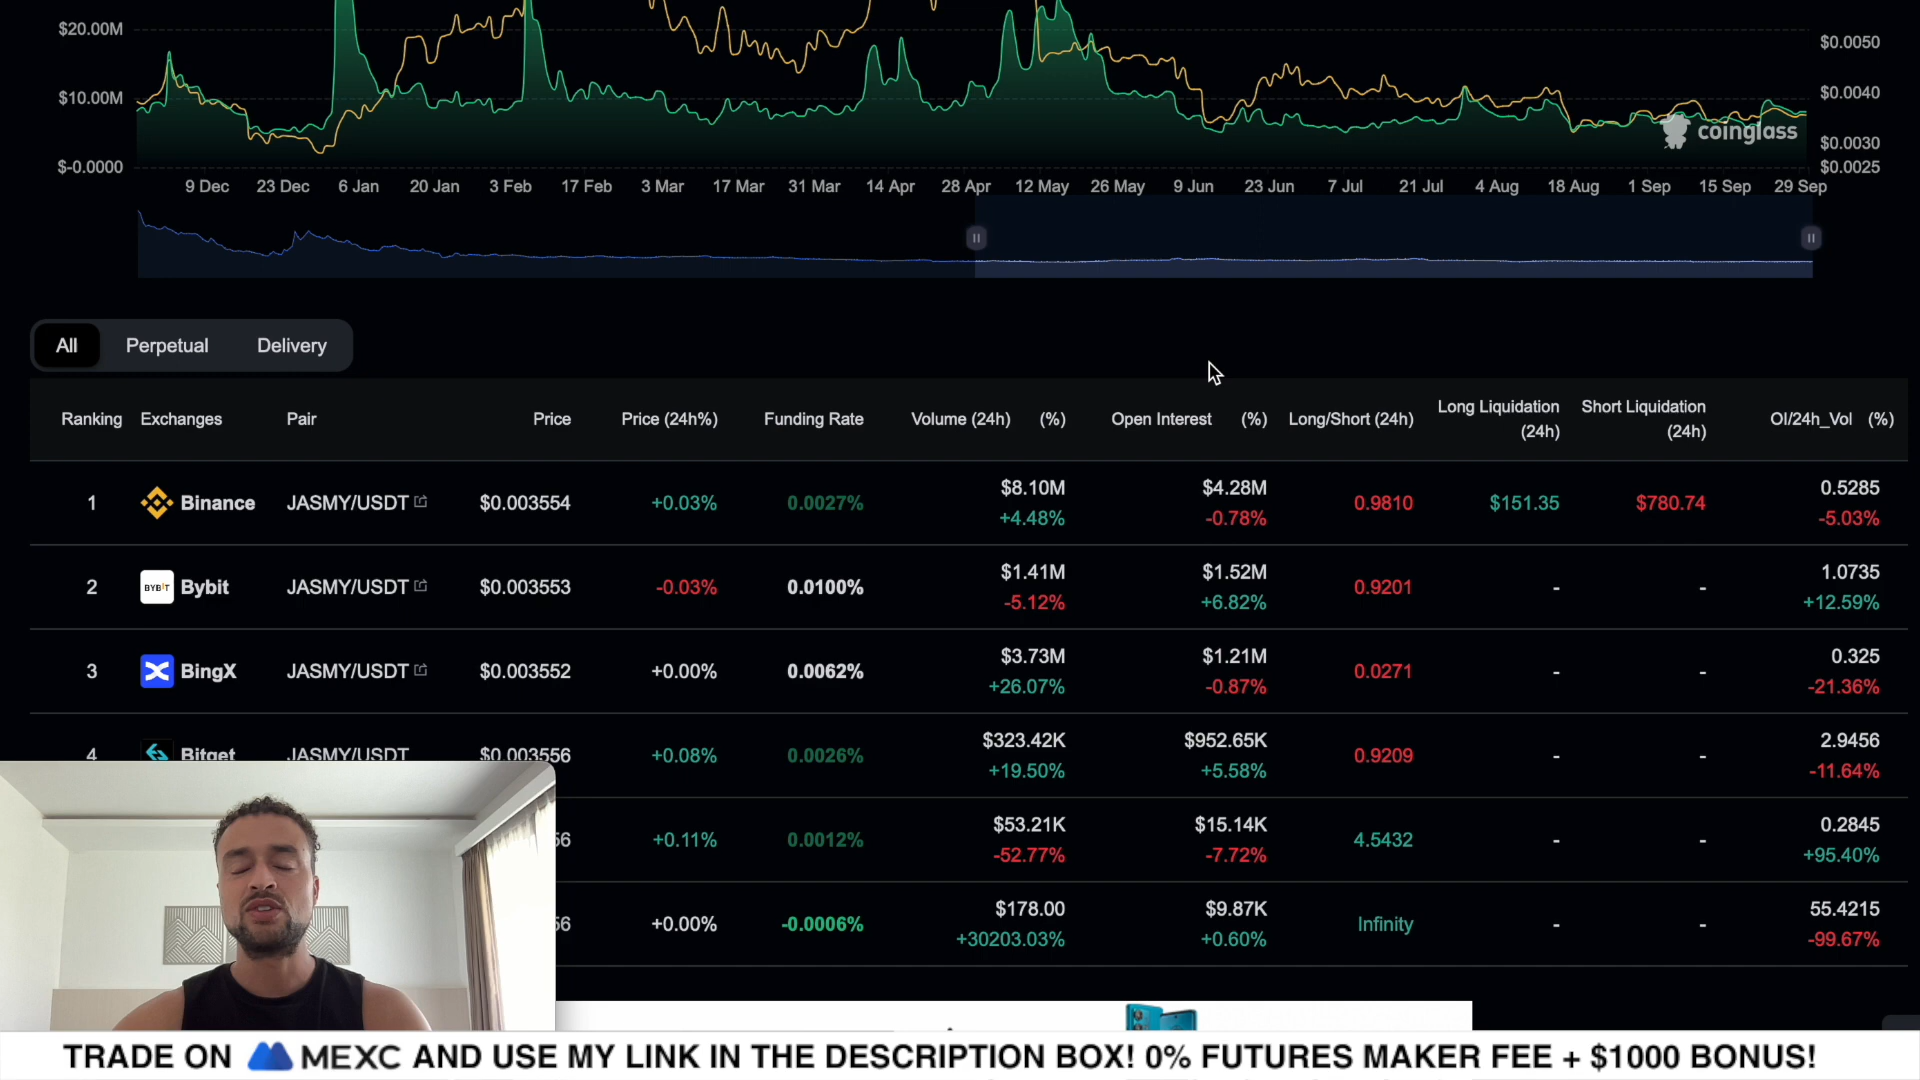 $20.00M
$10.00M
$-0.0000
$0.0050
$0.0040
$0.0030
$0.0025
coinglass
9 Dec 23 Dec 6 Jan 20 Jan 3 Feb 17 Feb 3 Mar 17 Mar 31 Mar 14 Apr 28 Apr 12 May 26 May 9 Jun 23 Jun 7 Jul 21 Jul 4 Aug 18 Aug 1 Sep 15 Sep 29 Sep
All Perpetual Delivery
Ranking Exchanges Pair Price Price (24h%) Funding Rate Volume (24h) (%) Open Interest (%) Long/Short (24h) Long Liquidation (24h) Short Liquidation (24h) OI/24h_Vol (%)
1 Binance JASMY/USDT $0.003554 +0.03% 0.0027% $8.10M $4.28M 0.9810 $151.35 $780.74 0.5285
+4.48% -0.78% -5.03%
2 BYBIT Bybit JASMY/USDT $0.003553 -0.03% 0.0100% $1.41M $1.52M 0.9201 - - 1.0735
-5.12% +6.82% +12.59%
3 BingX JASMY/USDT $0.003552 +0.00% 0.0062% $3.73M $1.21M 0.0271 - - 0.325
+26.07% -0.87% -21.36%
4 Bitget JASMY/USDT $0.003556 +0.08% 0.0026% $323.42K $952.65K 0.9209 - - 2.9456
+19.50% +5.58% -11.64%
56 +0.11% 0.0012% $53.21K $15.14K 4.5432 - - 0.2845
-52.77% -7.72% +95.40%
56 +0.00% -0.0006% $178.00 $9.87K Infinity - - 55.4215
+30203.03% +0.60% -99.67%
TRADE ON MEXC AND USE MY LINK IN THE DESCRIPTION BOX! 0% FUTURES MAKER FEE + $1000 BONUS!